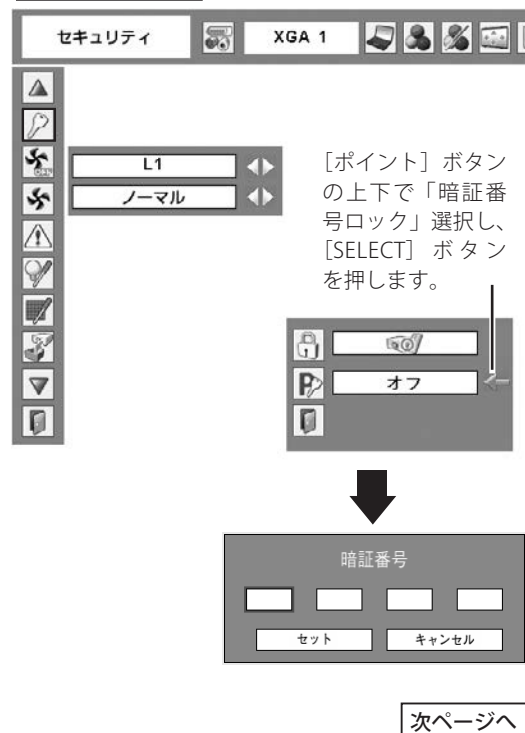 セキュリティ
XGA 1
L1
ノーマル
［ポイント］ボタン
の上下で「暗証番
号ロック」選択し、
［SELECT］ ボタン
を押します。
オフ
暗証番号
セット
キャンセル
次ページへ